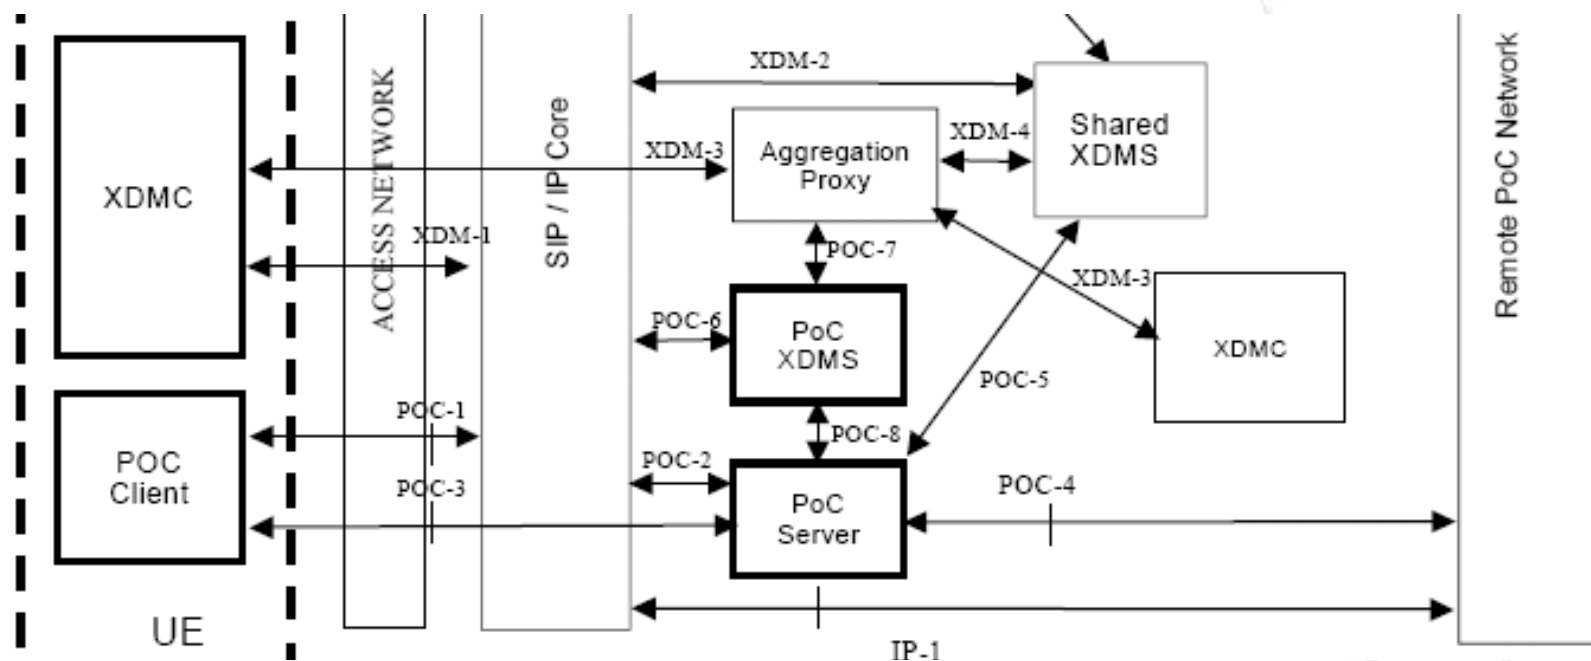 XDM-2
Shared
XDMS
XDM-4
Aggregation
Proxy
XDM-3
XDMC
XDM-1
ACCESS NETWORK
SIP / IP Core
Remote PoC Network
POC-7
XDM-3
XDMC
POC-6
PoC
XDMS
POC-5
POC-1
POC-8
POC
Client
POC-2
POC-3
PoC
Server
POC-4
UE
IP-1